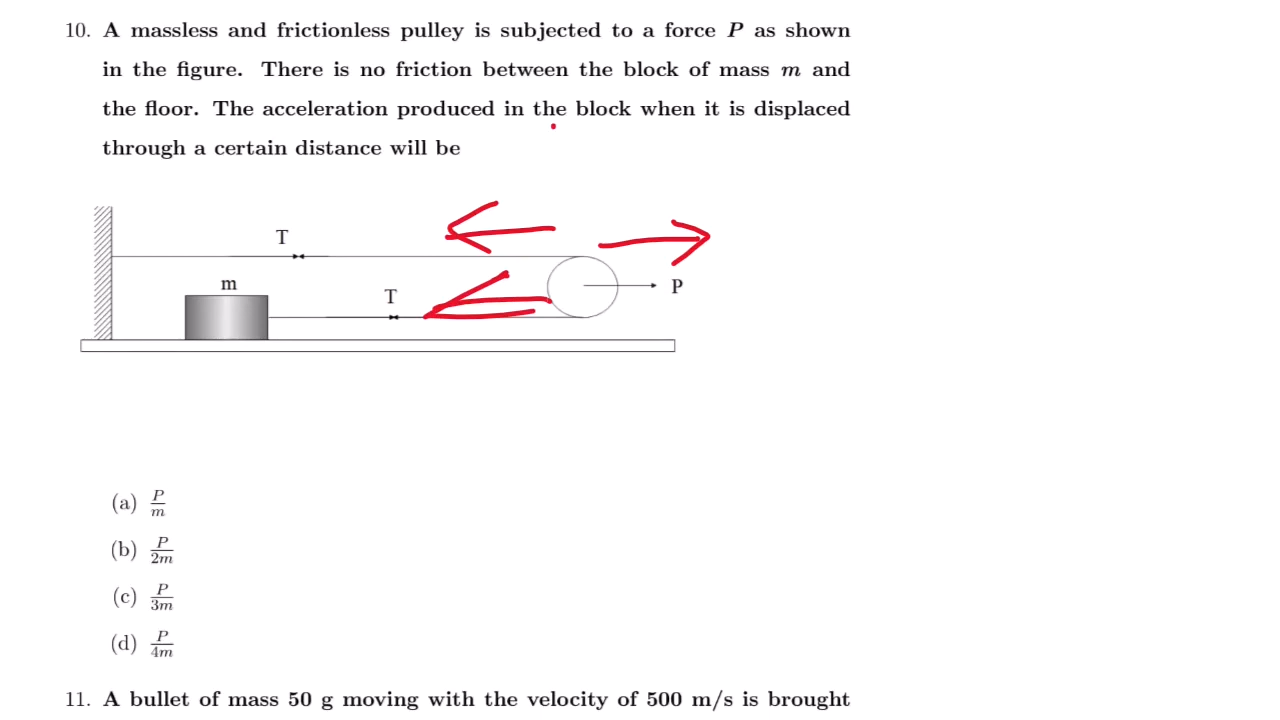 10. A massless and frictionless pulley is subjected to a force P as shown
in the figure. There is no friction between the block of mass m and
the floor. The acceleration produced in the block when it is displaced
through a certain distance will be
T
m
T
P
(a) P/m
(b) P/2m
(c) P/3m
(d) P/4m
11. A bullet of mass 50 g moving with the velocity of 500 m/s is brought